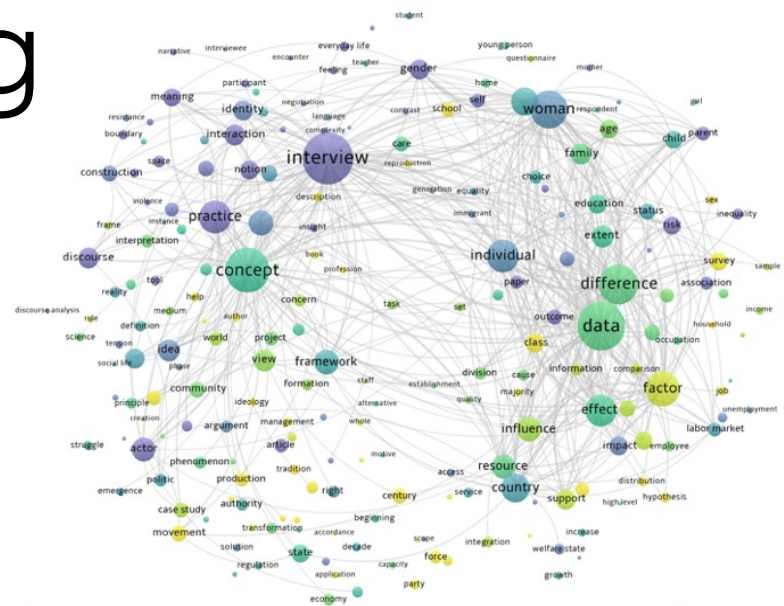 g
student
narrative
interviewee
everyday life
young person
encounter
teacher
questionnaire
feeling
gender
mother
participant
home
meaning
negotiation
self
woman
respondent
girl
identity
contrast
school
resistance
language
boundary
interaction
complexity
age
child
parent
care
family
interview
space
reproduction
construction
notion
choice
generation
equality
violence
description
education
sex
practice
immigrant
status
inequality
frame
instance
insight
risk
interpretation
extent
discourse
book
individual
survey
concept
profession
sample
tool
paper
difference
association
reality
help
concern
task
set
discourse analysis
medium
author
outcome
income
rule
definition
data
household
science
world
project
class
occupation
tension
idea
social life
view
framework
phase
information
comparison
division
cause
formation
staff
establishment
factor
community
majority
job
principle
ideology
alternative
quality
effect
unemployment
creation
argument
management
whole
influence
labor market
struggle
actor
article
impact
employee
phenomenon
motive
resource
tradition
access
politic
production
country
distribution
emergence
right
century
service
support
hypothesis
case study
authority
high level
movement
transformation
beginning
accordance
increase
solution
state
decade
scope
integration
welfare state
regulation
force
capacity
application
growth
party
economy